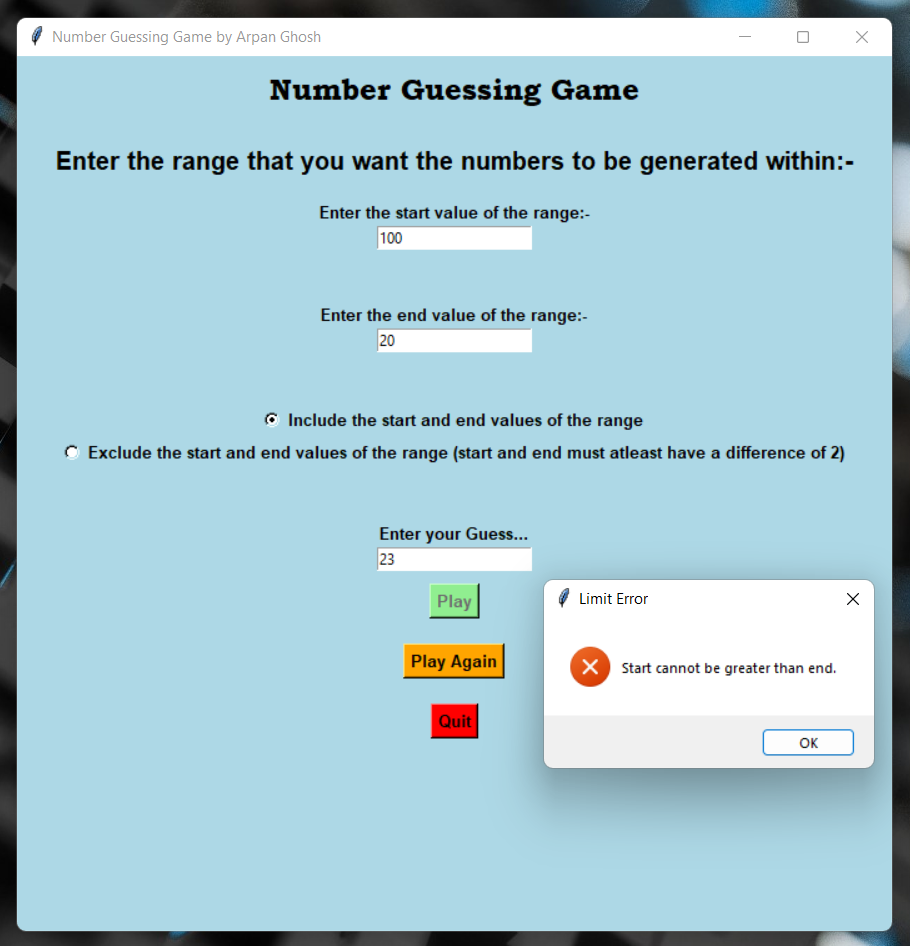 Number Guessing Game by Arpan Ghosh
Number Guessing Game
Enter the range that you want the numbers to be generated within:-
Enter the start value of the range:-
100
Enter the end value of the range:-
20
Include the start and end values of the range
Exclude the start and end values of the range (start and end must atleast have a difference of 2)
Enter your Guess...
23
Play
Play Again
Quit
Limit Error
Start cannot be greater than end.
OK